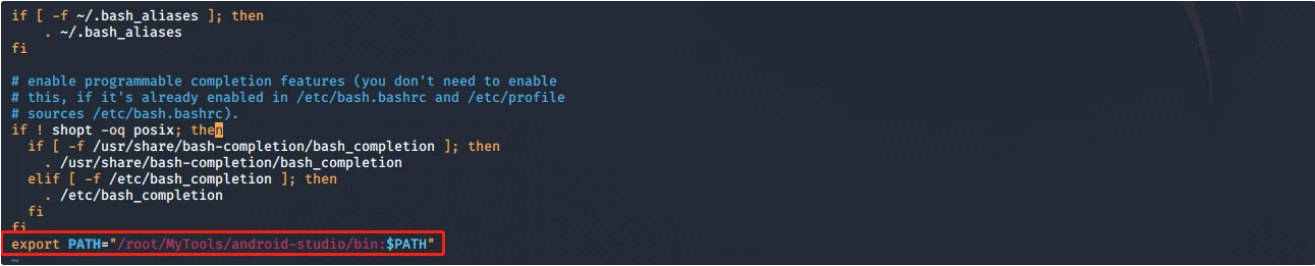 if [ -f ~/.bash_aliases ]; then
    . ~/.bash_aliases
fi

# enable programmable completion features (you don't need to enable
# this, if it's already enabled in /etc/bash.bashrc and /etc/profile
# sources /etc/bash.bashrc).
if ! shopt -oq posix; then
  if [ -f /usr/share/bash-completion/bash_completion ]; then
    . /usr/share/bash-completion/bash_completion
  elif [ -f /etc/bash_completion ]; then
    . /etc/bash_completion
  fi
fi
export PATH="/root/MyTools/android-studio/bin:$PATH"
~